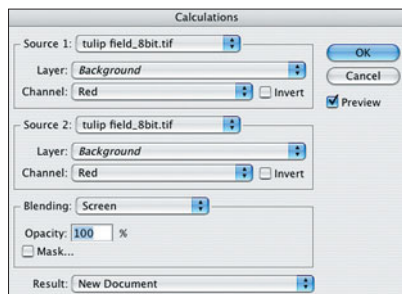 Calculations
Source 1: tulip field_8bit.tif
Layer: Background
Channel: Red Invert
OK
Cancel
Preview
Source 2: tulip field_8bit.tif
Layer: Background
Channel: Red Invert
Blending: Screen
Opacity: 100 %
Mask...
Result: New Document